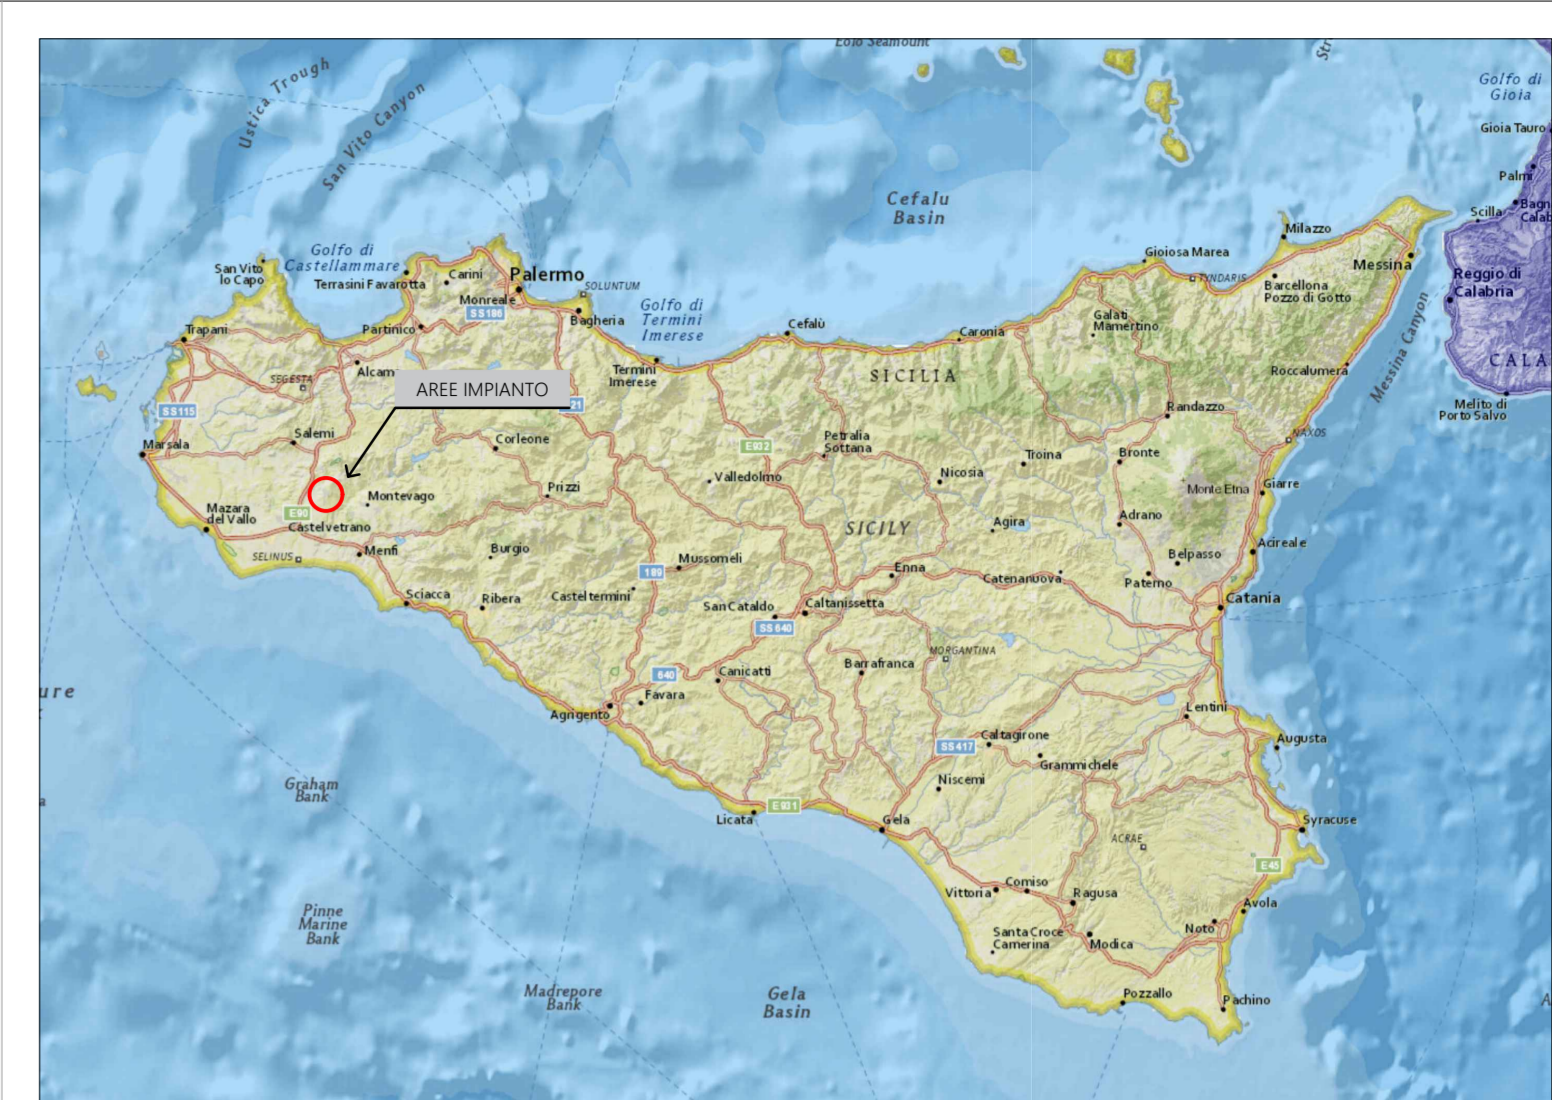 Eolo Seamount
Golfo di
Gioia
Ustica Trough
San Vito Canyon
Gioia Tauro
Palmi
Cefalu
Basin
Scilla
Milazzo
Golfo di
Castellammare
San Vito
lo Capo
Carini
Palermo
Terrasini Favarotta
SOLUNTUM
Gioiosa Marea
Messina
TYNDARIS
Reggio di
Calabria
Barcellona
Pozzo di Gotto
Monreale
SS186
Golfo di
Termini
Imerese
Bagheria
Trapani
Partinico
Cefalù
Caronia
Galati
Mamertino
Messina Canyon
CALA
SEGESTA
Alcam
Termini
Imerese
SICILIA
Roccalumera
AREE IMPIANTO
SS115
21
Randazzo
Melito di
Porto Salvo
Marsala
Salemi
Corleone
E932
Petralia
Sottana
NAXOS
Bronte
Troina
Nicosia
Valledolmo
Prizzi
Montevago
Monte Etna
Giarre
Mazara
del Vallo
E90
Castelvetrano
SICILY
Agira
Adrano
SELINUS
Menfi
Burgio
Mussomeli
Acireale
Belpasso
189
Enna
Catenanuova
Paterno
Sciacca
Ribera
Casteltermini
San Cataldo
Caltanissetta
Catania
SS 640
MORGANTINA
Barrafranca
640
Canicatti
ure
Favara
Agrigento
Lentini
SS417
Caltagirone
Augusta
Grammichele
Graham
Bank
Niscemi
E931
Licata
Gela
Syracuse
ACRAE
E45
Vittoria
Comiso
Ragusa
Avola
Pinne
Marine
Bank
Santa Croce
Camerina
Modica
Noto
Madrepore
Bank
Gela
Basin
Pozzallo
Pachino